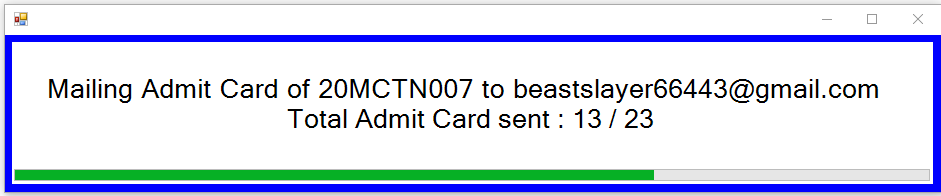 Mailing Admit Card of 20MCTN007 to beastslayer66443@gmail.com
Total Admit Card sent : 13 / 23